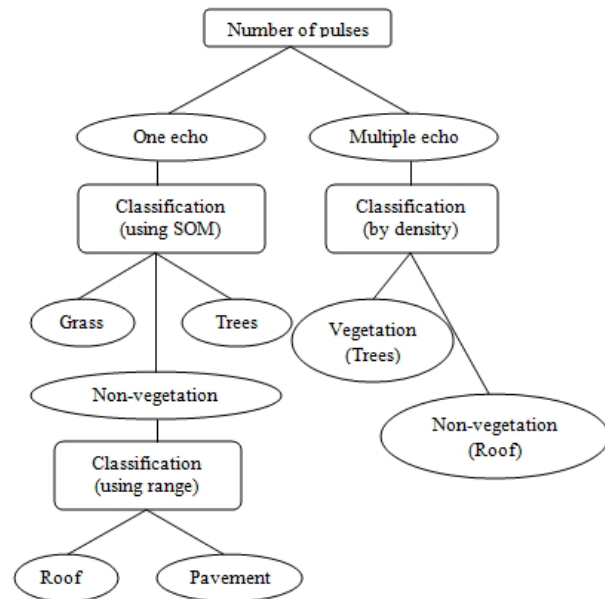 Number of pulses
One echo
Multiple echo
Classification
(using SOM)
Classification
(by density)
Grass
Trees
Vegetation
(Trees)
Non-vegetation
Non-vegetation
(Roof)
Classification
(using range)
Roof
Pavement